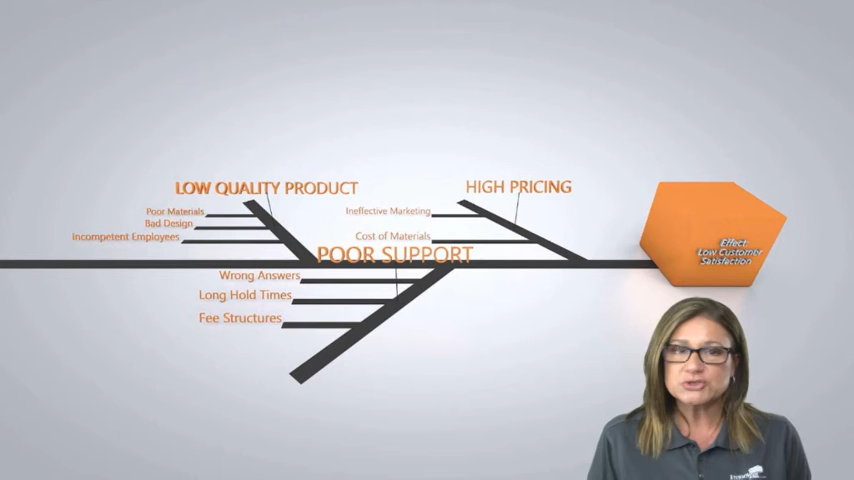 LOW QUALITY PRODUCT
Poor Materials
Bad Design
Incompetent Employees
HIGH PRICING
Ineffective Marketing
Cost of Materials
POOR SUPPORT
Wrong Answers
Long Hold Times
Fee Structures
Effect:
Low Customer
Satisfaction